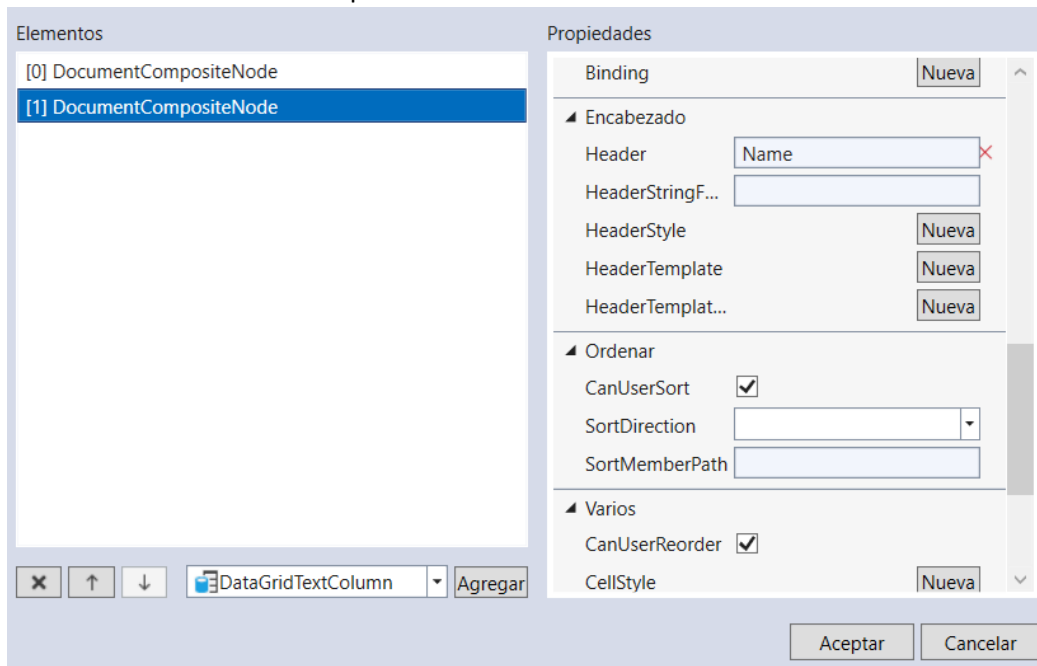 Elementos
[0] DocumentCompositeNode
[1] DocumentCompositeNode
DataGridTextColumn
Agregar
Propiedades
Binding Nueva
Encabezado
Header Name
HeaderStringF...
HeaderStyle Nueva
HeaderTemplate Nueva
HeaderTemplat... Nueva
Ordenar
CanUserSort
SortDirection
SortMemberPath
Varios
CanUserReorder
CellStyle Nueva
Aceptar Cancelar